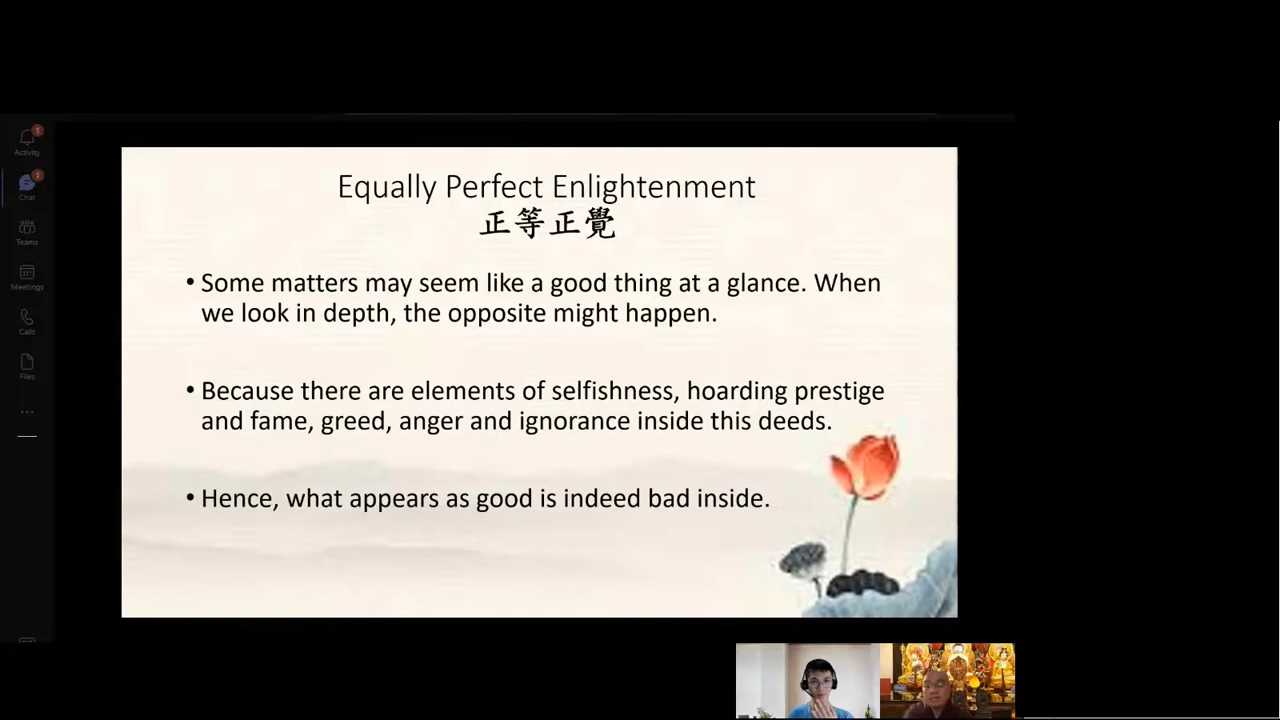 Activity
1
Chat
1
Teams
Meetings
Calls
Files
...
Equally Perfect Enlightenment
正等正覺
• Some matters may seem like a good thing at a glance. When
we look in depth, the opposite might happen.
• Because there are elements of selfishness, hoarding prestige
and fame, greed, anger and ignorance inside this deeds.
• Hence, what appears as good is indeed bad inside.